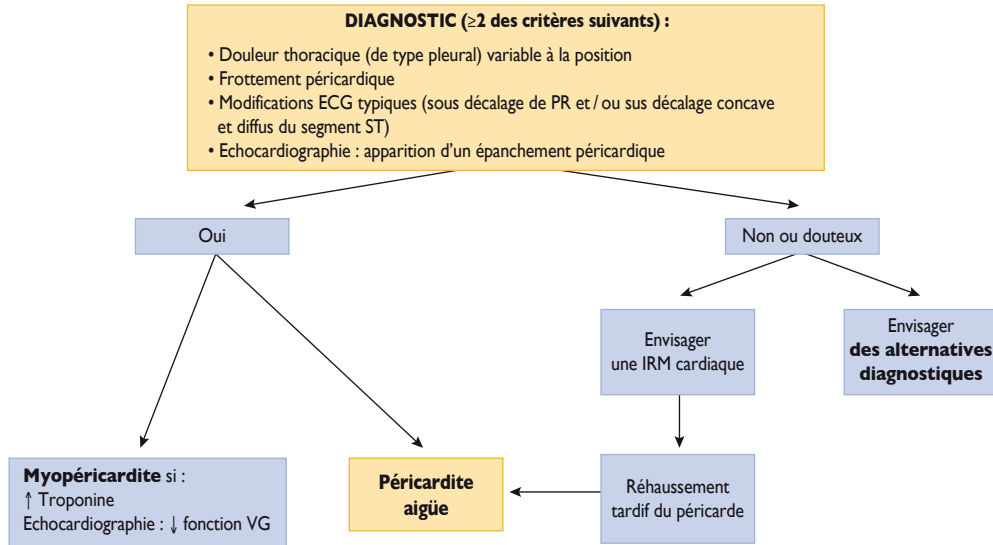 DIAGNOSTIC (≥2 des critères suivants) :
• Douleur thoracique (de type pleural) variable à la position
• Frottement péricardique
• Modifications ECG typiques (sous décalage de PR et / ou sus décalage concave
et diffus du segment ST)
• Echocardiographie : apparition d'un épanchement péricardique
Oui
Non ou douteux
Envisager
une IRM cardiaque
Envisager
des alternatives
diagnostiques
Myopéricardite si :
↑ Troponine
Echocardiographie : ↓ fonction VG
Péricardite
aigüe
Réhaussement
tardif du péricarde